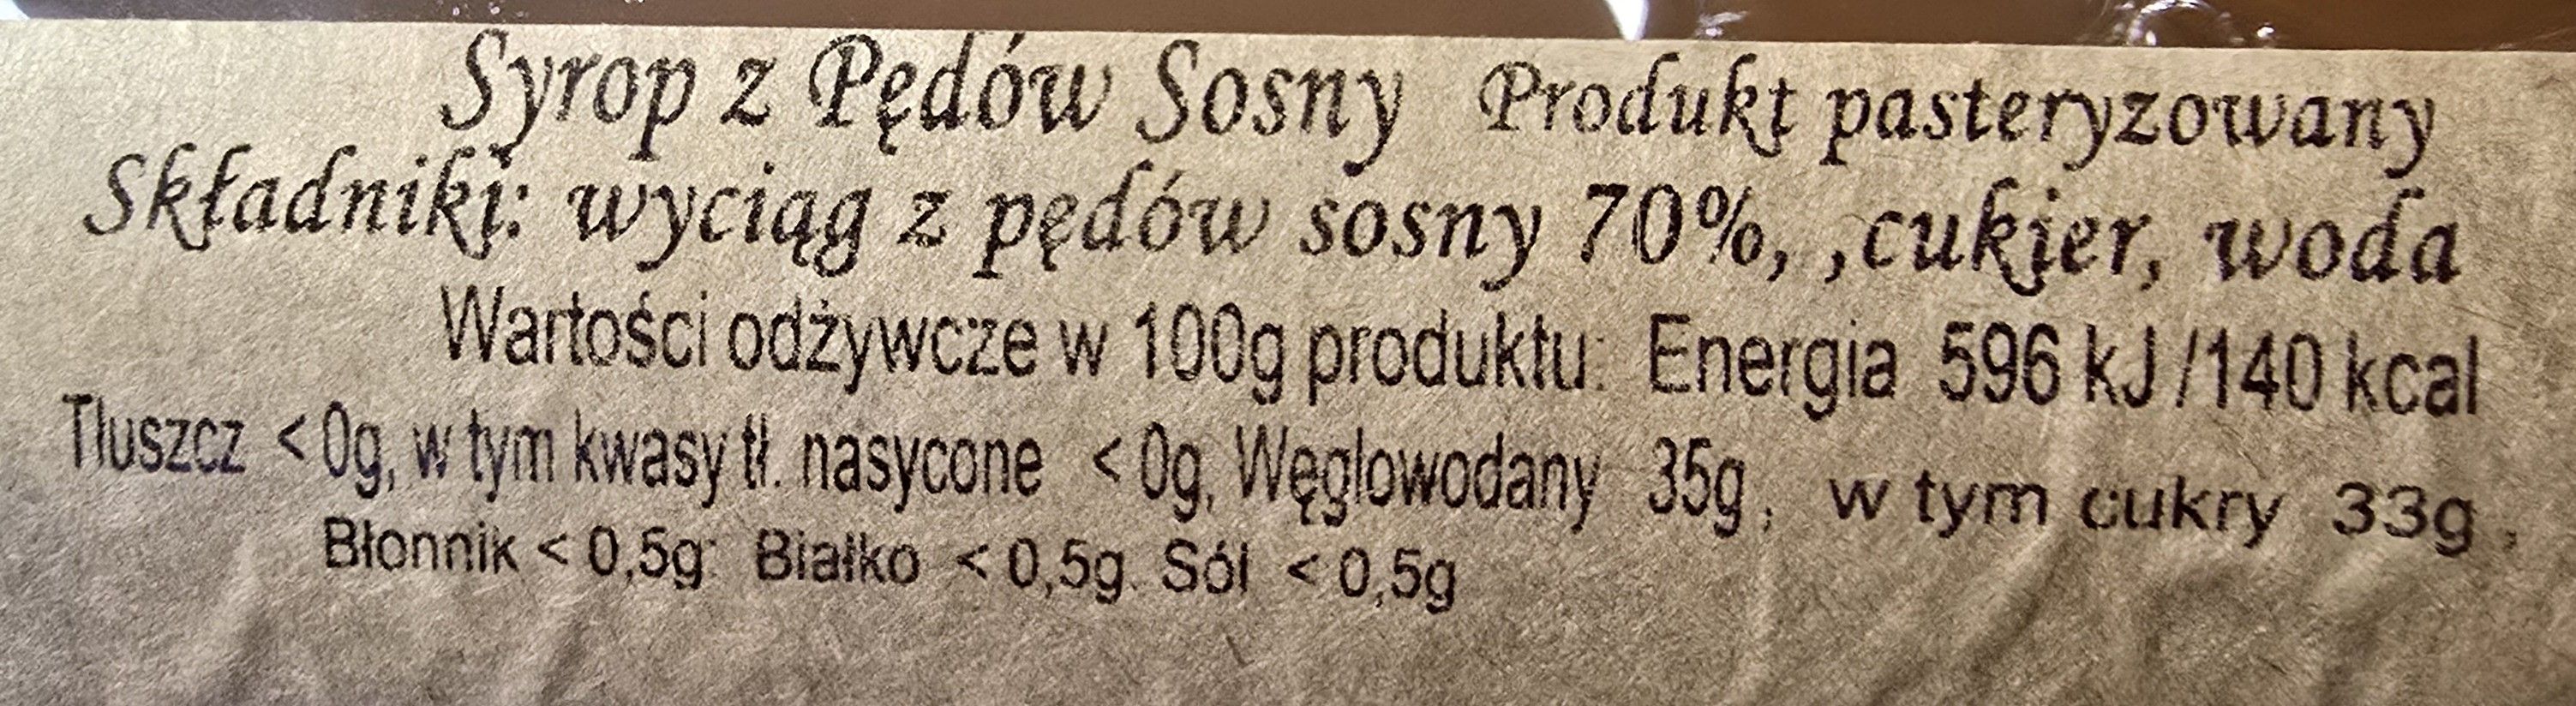 Syrop z Pędów Sosny Produkt pasteryzowany
Składniki: wyciąg z pędów sosny 70%, ,cukier, woda
Wartości odżywcze w 100g produktu: Energia 596 kJ /140 kcal
Tłuszcz < 0g, w tym kwasy tł. nasycone < 0g, Węglowodany 35g, w tym cukry 33g,
Błonnik < 0,5g: Białko < 0,5g. Sól < 0,5g